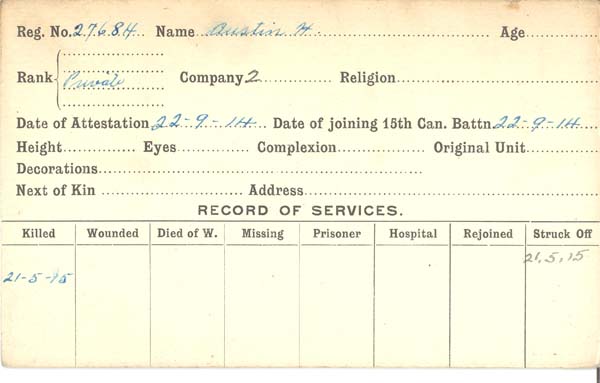 Reg. No. 27684 Name Austin H. Age
Rank Private Company 2 Religion
Date of Attestation 22-9-14 Date of joining 15th Can. Battn. 22-9-14
Height Eyes Complexion Original Unit
Decorations
Next of Kin Address
RECORD OF SERVICES.
Killed Wounded Died of W. Missing Prisoner Hospital Rejoined Struck Off
21.5.15
21-5-15